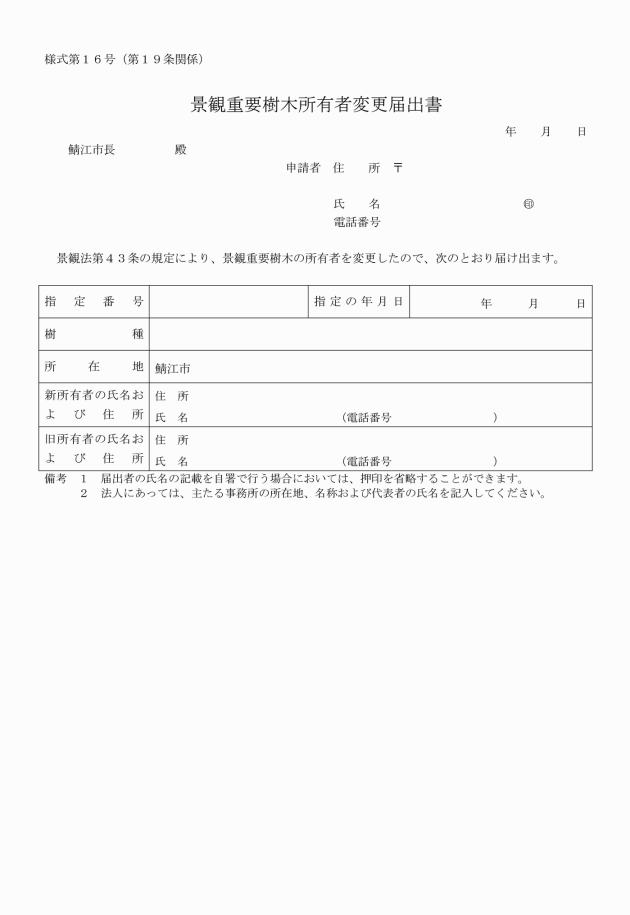 様式第１６号（第１９条関係）
景観重要樹木所有者変更届出書
年　　月　　日
鯖江市長　　　　　殿
申請者　住　　所　〒
氏　　名　　　　　　　　　　　　㊞
電話番号
景観法第４３条の規定により、景観重要樹木の所有者を変更したので、次のとおり届け出ます。
指定番号　　　　　指定の年月日　　　　　年　　　月　　　日
樹種
所在地　鯖江市
新所有者の氏名お　住　所
よび住所　氏　名　　　　　　　　　　　　　（電話番号　　　　　　　　　）
旧所有者の氏名お　住　所
よび住所　氏　名　　　　　　　　　　　　　（電話番号　　　　　　　　　）
備考　１　届出者の氏名の記載を自署で行う場合においては、押印を省略することができます。
２　法人にあっては、主たる事務所の所在地、名称および代表者の氏名を記入してください。